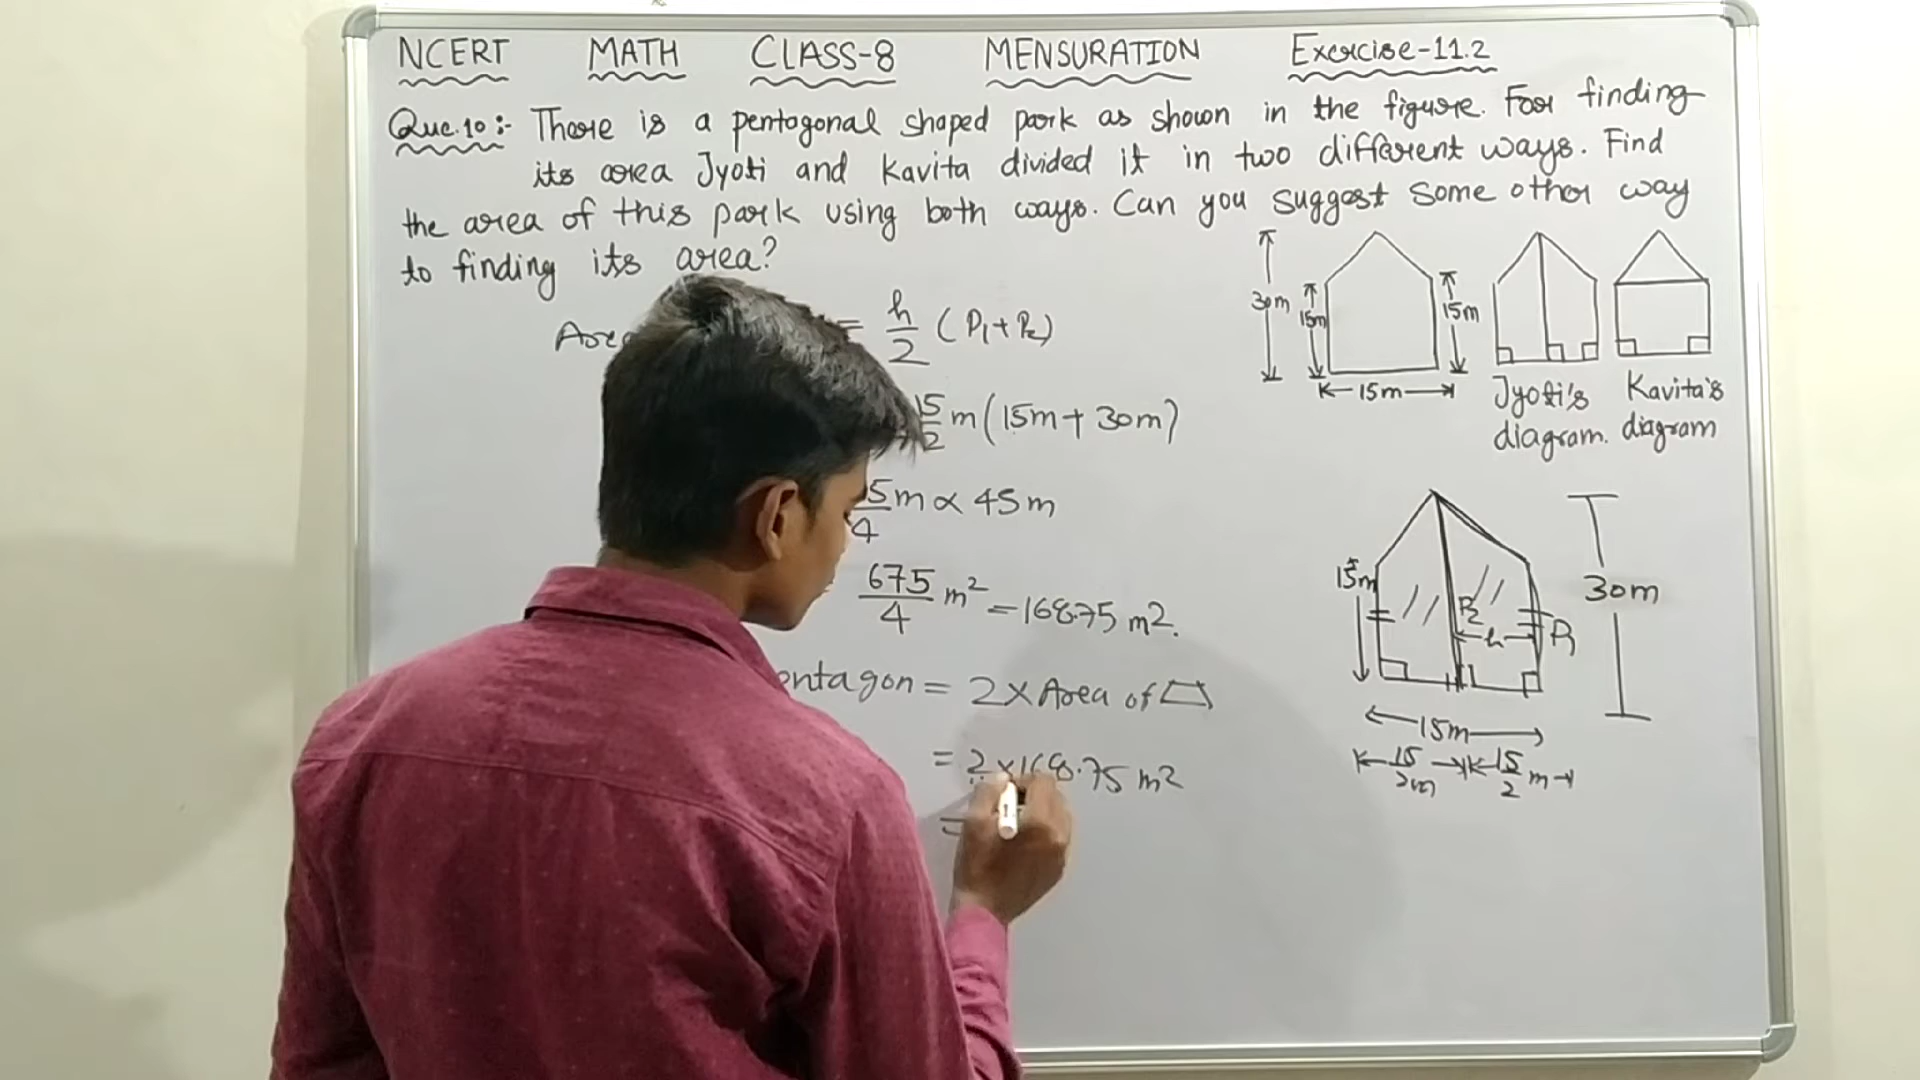 NCERT MATH CLASS-8 MENSURATION Exercise-11.2
Que.10:- There is a pentagonal shaped park as shown in the figure. For finding
its area Jyoti and Kavita divided it in two different ways. Find
the area of this park using both ways. Can you suggest some other way
to finding its area?
= h/2 (P1+P2)
15/2 m (15m + 30m)
5m × 45m
4
675/4 m² = 168.75 m².
entagon = 2 × Area of
= 2 × 168.75 m²
=
30m 15m 15m
15m
Jyoti's diagram.
Kavita's diagram
15m P2 h P1 30m
15m
15/2 m 15/2 m